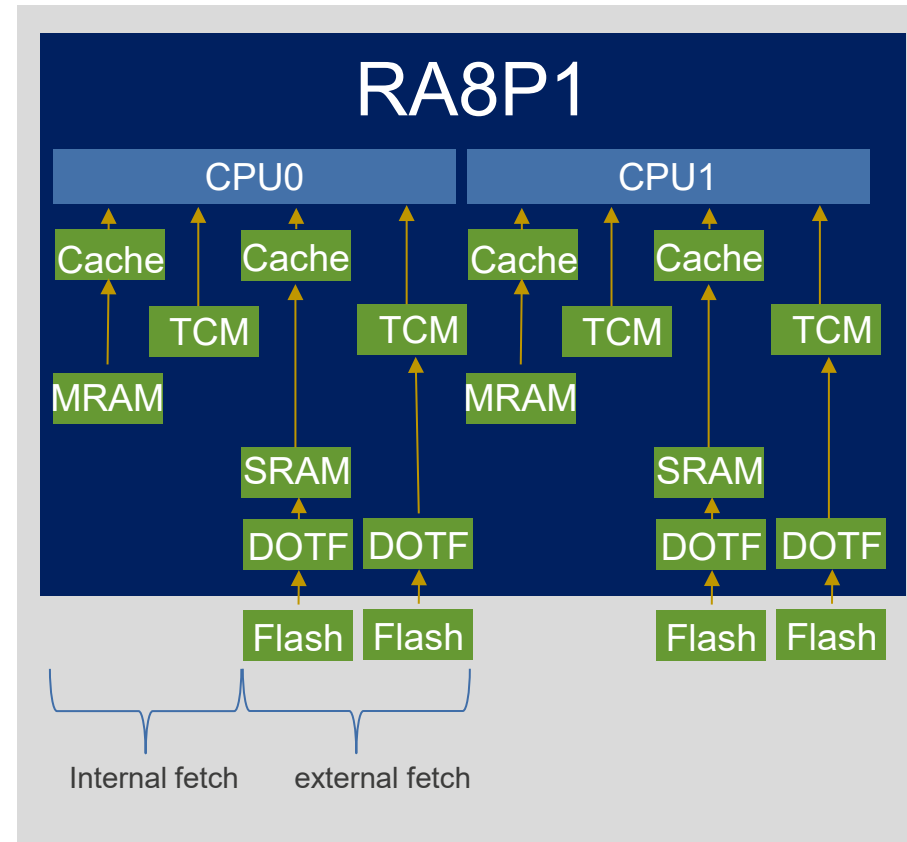 RA8P1
CPU0
CPU1
Cache
Cache
Cache
Cache
TCM
TCM
TCM
TCM
MRAM
MRAM
SRAM
SRAM
DOTF
DOTF
DOTF
DOTF
Flash
Flash
Flash
Flash
Internal fetch
external fetch